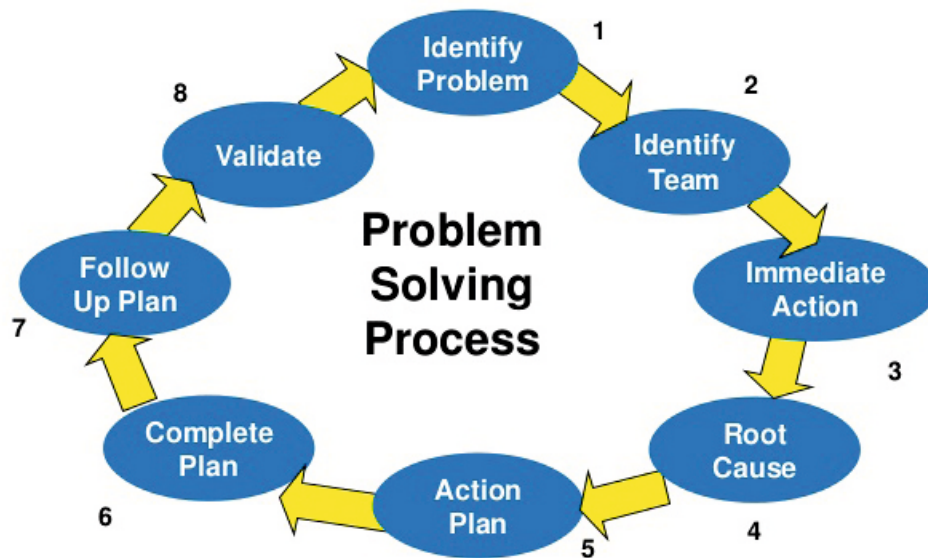 Identify
Problem
1
Identify
Team
2
Immediate
Action
3
Root
Cause
4
Action
Plan
5
Complete
Plan
6
Follow
Up Plan
7
Validate
8
Problem
Solving
Process